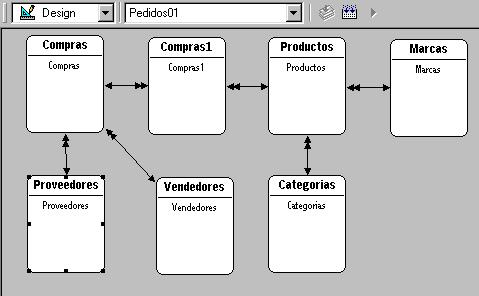 Design
Pedidos01
Compras
Compras
Compras1
Compras1
Productos
Productos
Marcas
Marcas
Proveedores
Proveedores
Vendedores
Vendedores
Categorias
Categorias